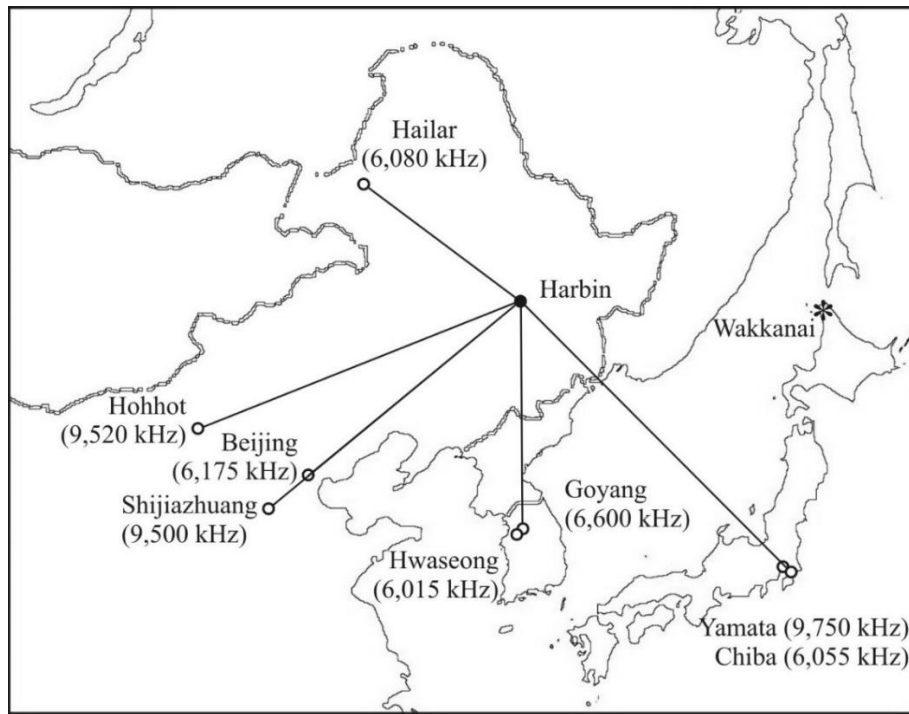 Hailar
(6,080 kHz)
Harbin
Wakkanai
Hohhot
(9,520 kHz)
Beijing
(6,175 kHz)
Shijiazhuang
(9,500 kHz)
Goyang
(6,600 kHz)
Hwaseong
(6,015 kHz)
Yamata (9,750 kHz)
Chiba (6,055 kHz)